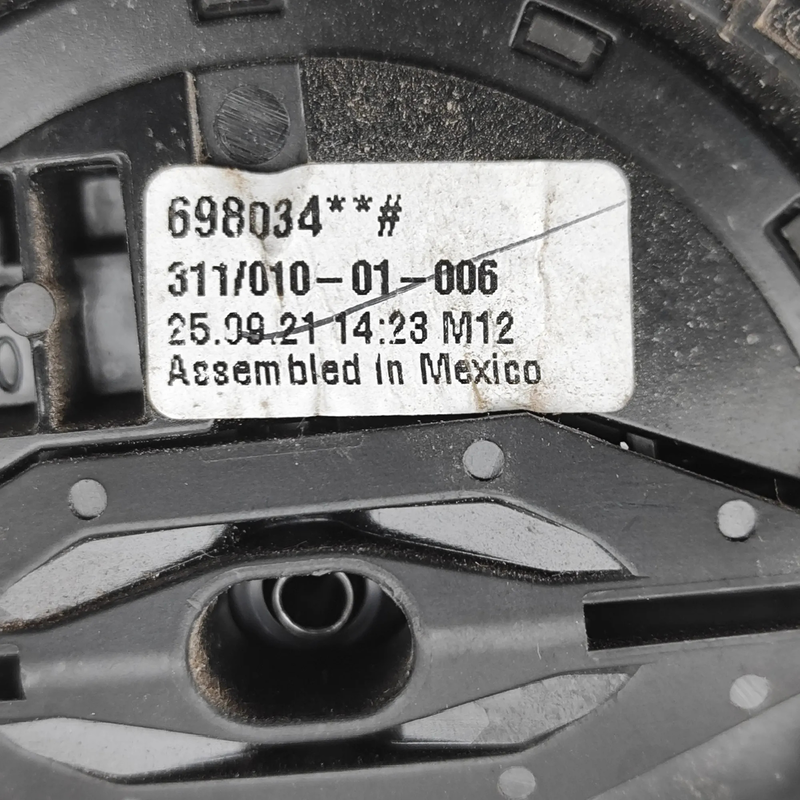 698034**#
311/010-01-006
25.09.21 14:23 M12
Assembled in Mexico